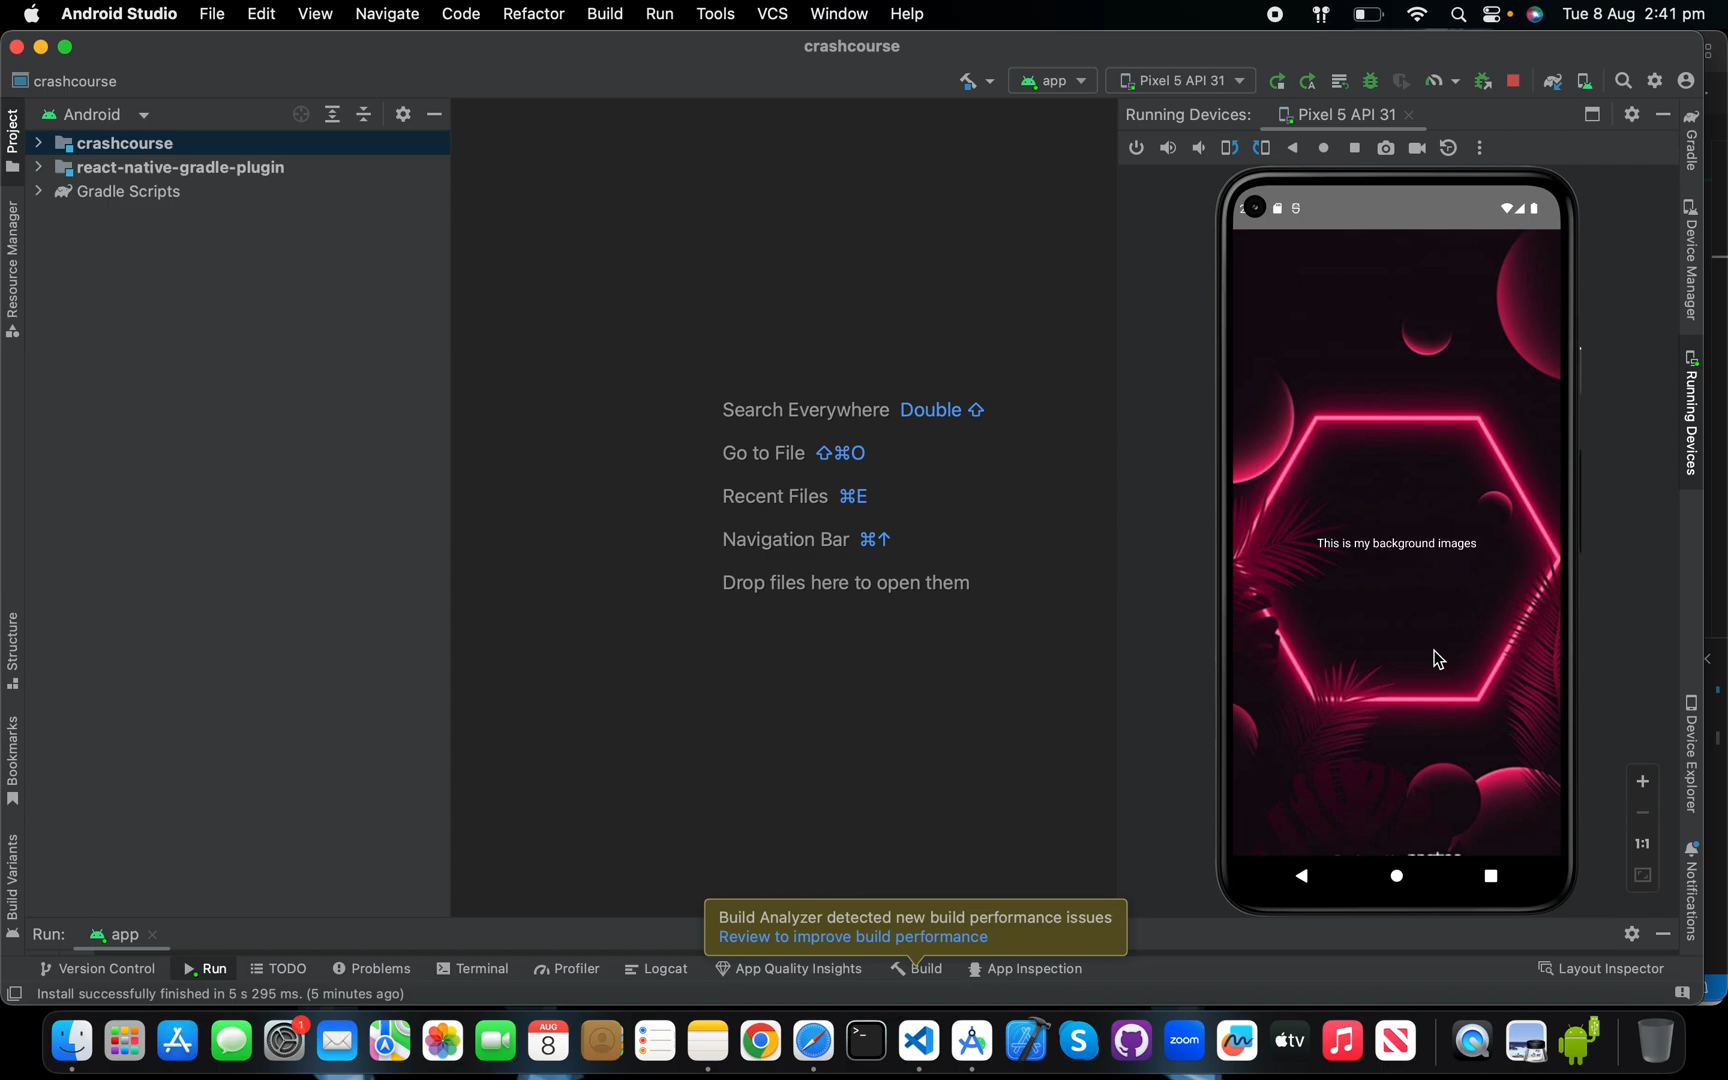 Android Studio File Edit View Navigate Code Refactor Build Run Tools VCS Window Help Tue 8 Aug 2:41 pm
crashcourse
crashcourse app Pixel 5 API 31
Android
Running Devices: Pixel 5 API 31
crashcourse
react-native-gradle-plugin
Gradle Scripts
Project
Resource Manager
Structure
Bookmarks
Build Variants
Search Everywhere Double ⇧
Go to File ⇧⌘O
Recent Files ⌘E
Navigation Bar ⌘↑
Drop files here to open them
This is my background images
1:1
Gradle
Device Manager
Running Devices
Device Explorer
Notifications
Build Analyzer detected new build performance issues
Review to improve build performance
Run: app
Version Control Run TODO Problems Terminal Profiler Logcat App Quality Insights Build App Inspection Layout Inspector
Install successfully finished in 5 s 295 ms. (5 minutes ago)
1
AUG
8
zoom
tv